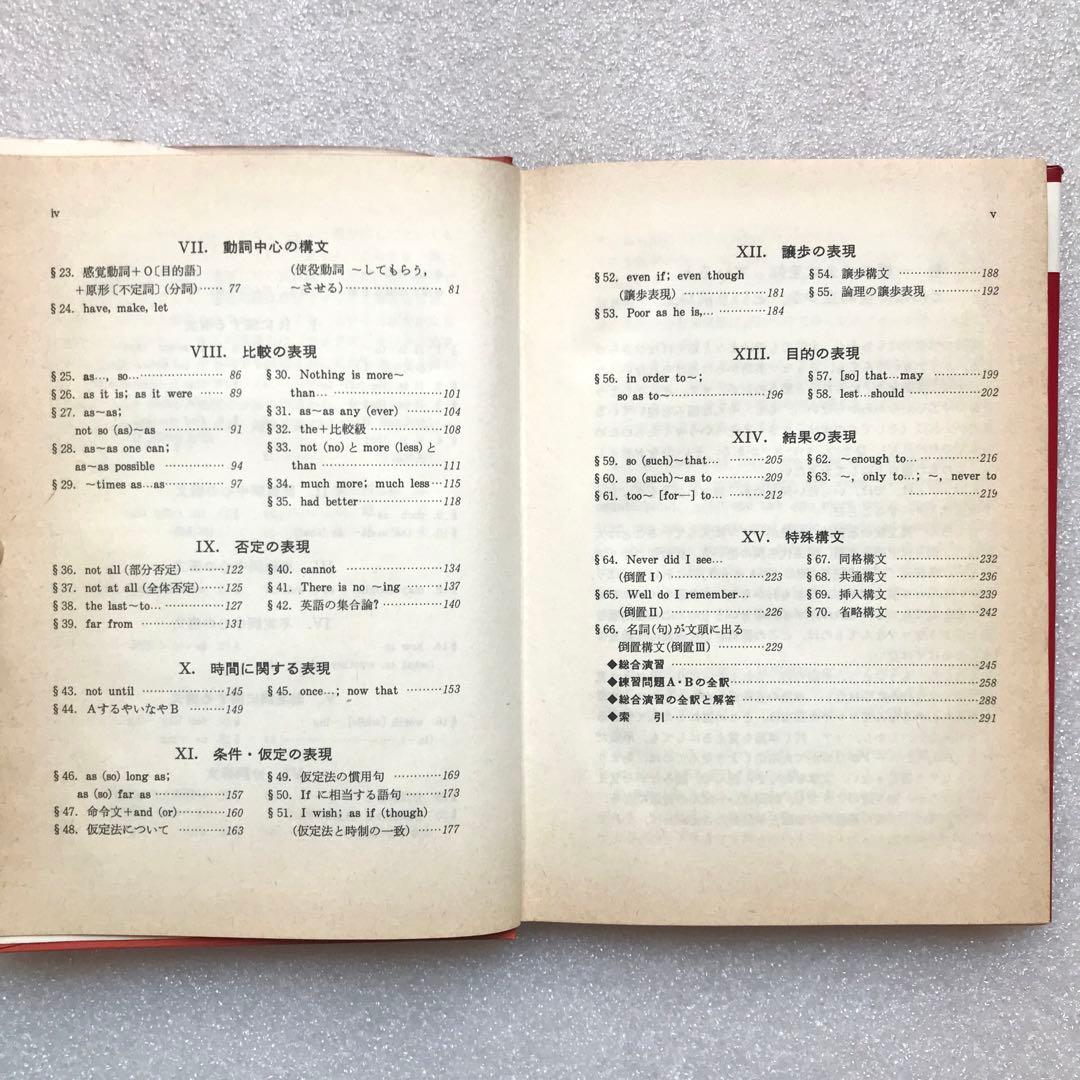 iv
VII. 動詞中心の構文
§23. 感覚動詞+O〔目的語〕
+原形〔不定詞〕(分詞)…… 77
§24. have, make, let
(使役動詞 ～してもらう,
～させる)…………………… 81
VIII. 比較の表現
§25. as…, so…………………… 86
§26. as it is; as it were …… 89
§27. as～as;
not so (as)～as …………… 91
§28. as～as one can;
as～as possible …………… 94
§29. ～times as…as………… 97
§30. Nothing is more～
than… ……………………………101
§31. as～as any (ever) …………104
§32. the+比較級 …………………108
§33. not (no) と more (less) と
than ………………………………111
§34. much more; much less …115
§35. had better…………………118
IX. 否定の表現
§36. not all (部分否定) …………122
§37. not at all (全体否定)………125
§38. the last～to… ……………127
§39. far from ……………………131
§40. cannot ………………………134
§41. There is no ～ing …………137
§42. 英語の集合論? ……………140
X. 時間に関する表現
§43. not until ……………………145
§44. AするやいなやB …………149
§45. once…; now that …………153
XI. 条件・仮定の表現
§46. as (so) long as;
as (so) far as …………………157
§47. 命令文+and (or)……………160
§48. 仮定法について ……………163
§49. 仮定法の慣用句 ……………169
§50. If に相当する語句 …………173
§51. I wish; as if (though)
(仮定法と時制の一致) ……177
v
XII. 譲歩の表現
§52. even if; even though
(譲歩表現) ……………………181
§53. Poor as he is,… …………184
§54. 譲歩構文 ……………………188
§55. 論理の譲歩表現 ……………192
XIII. 目的の表現
§56. in order to～;
so as to～………………………196
§57. [so] that…may ……………199
§58. lest…should ………………202
XIV. 結果の表現
§59. so (such)～that… ………205
§60. so (such)～as to …………209
§61. too～ [for―] to… …………212
§62. ～enough to… ……………216
§63. ～, only to…; ～, never to
……………………………………219
XV. 特殊構文
§64. Never did I see…
(倒置 I ) ………………………223
§65. Well do I remember…
(倒置 II) ………………………226
§66. 名詞(句)が文頭に出る
倒置構文(倒置III) …………229
§67. 同格構文 ……………………232
§68. 共通構文 ……………………236
§69. 挿入構文 ……………………239
§70. 省略構文 ……………………242
◆総合演習 ……………………………………245
◆練習問題A・Bの全訳………………………258
◆総合演習の全訳と解答 ……………………288
◆索 引 ……………………………………291